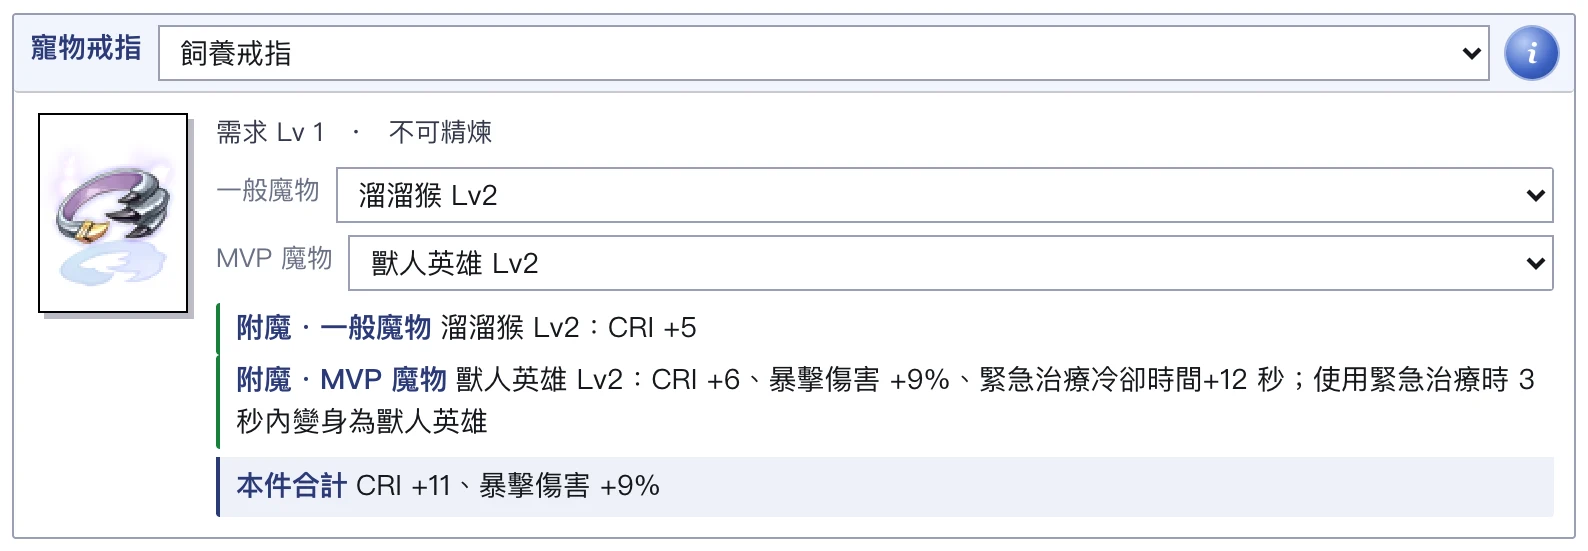 寵物戒指 飼養戒指 i
需求 Lv 1 · 不可精煉
一般魔物 溜溜猴 Lv2
MVP 魔物 獸人英雄 Lv2
附魔 · 一般魔物 溜溜猴 Lv2：CRI +5
附魔 · MVP 魔物 獸人英雄 Lv2：CRI +6、暴擊傷害 +9%、緊急治療冷卻時間+12 秒；使用緊急治療時 3
秒內變身為獸人英雄
本件合計 CRI +11、暴擊傷害 +9%